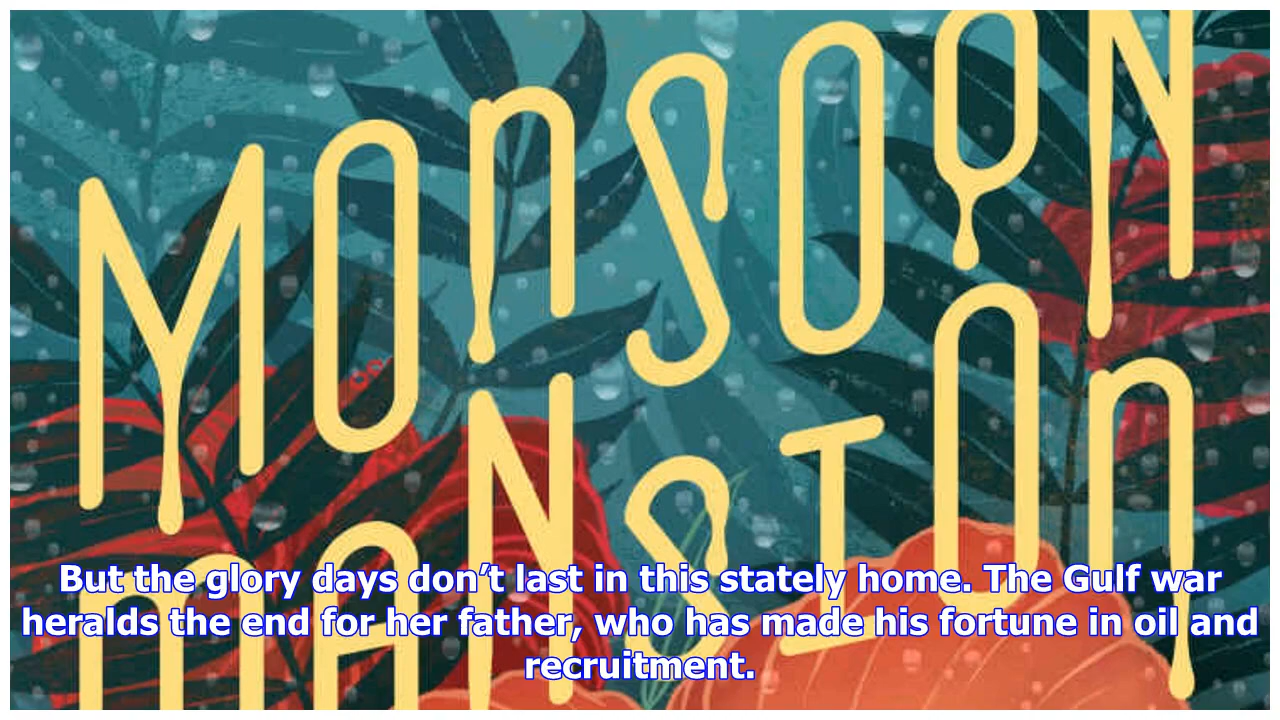 MOnSOON
MANSIOn
But the glory days don’t last in this stately home. The Gulf war
heralds the end for her father, who has made his fortune in oil and
recruitment.